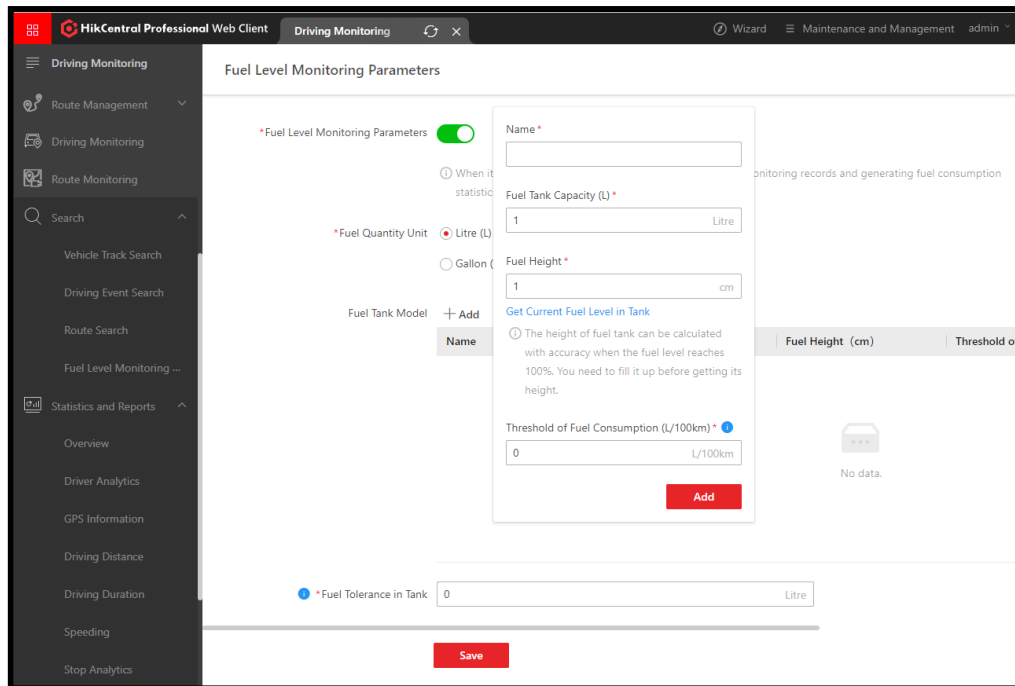 HikCentral Professional Web Client
Driving Monitoring
Wizard
Maintenance and Management
admin
Driving Monitoring
Route Management
Driving Monitoring
Route Monitoring
Search
Vehicle Track Search
Driving Event Search
Route Search
Fuel Level Monitoring ...
Statistics and Reports
Overview
Driver Analytics
GPS Information
Driving Distance
Driving Duration
Speeding
Stop Analytics
Fuel Level Monitoring Parameters
*Fuel Level Monitoring Parameters
When it
onitoring records and generating fuel consumption
statistic
*Fuel Quantity Unit
Litre (L)
Gallon (
Fuel Tank Model
+ Add
Name
Fuel Height (cm)
Threshold o
No data.
Name*
Fuel Tank Capacity (L)*
1 Litre
Fuel Height*
1 cm
Get Current Fuel Level in Tank
The height of fuel tank can be calculated
with accuracy when the fuel level reaches
100%. You need to fill it up before getting its
height.
Threshold of Fuel Consumption (L/100km)*
0 L/100km
Add
*Fuel Tolerance in Tank
0 Litre
Save